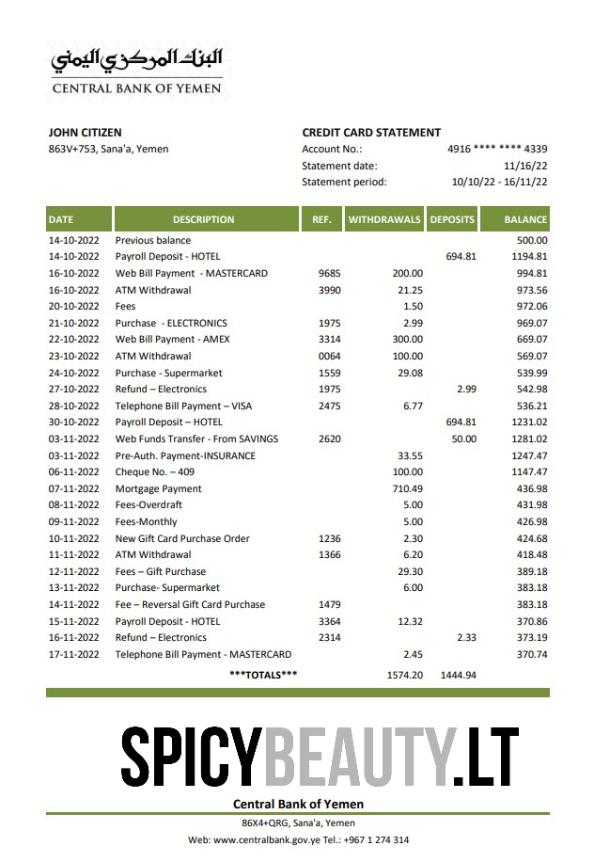 البنك المركزي اليمني
CENTRAL BANK OF YEMEN
JOHN CITIZEN
863V+753, Sana'a, Yemen
CREDIT CARD STATEMENT
Account No.: 4916 **** **** 4339
Statement date: 11/16/22
Statement period: 10/10/22 - 16/11/22
DATE DESCRIPTION REF. WITHDRAWALS DEPOSITS BALANCE
14-10-2022 Previous balance 500.00
14-10-2022 Payroll Deposit - HOTEL 694.81 1194.81
16-10-2022 Web Bill Payment - MASTERCARD 9685 200.00 994.81
16-10-2022 ATM Withdrawal 3990 21.25 973.56
20-10-2022 Fees 1.50 972.06
21-10-2022 Purchase - ELECTRONICS 1975 2.99 969.07
22-10-2022 Web Bill Payment - AMEX 3314 300.00 669.07
23-10-2022 ATM Withdrawal 0064 100.00 569.07
24-10-2022 Purchase - Supermarket 1559 29.08 539.99
27-10-2022 Refund – Electronics 1975 2.99 542.98
28-10-2022 Telephone Bill Payment – VISA 2475 6.77 536.21
30-10-2022 Payroll Deposit – HOTEL 694.81 1231.02
03-11-2022 Web Funds Transfer - From SAVINGS 2620 50.00 1281.02
03-11-2022 Pre-Auth. Payment-INSURANCE 33.55 1247.47
06-11-2022 Cheque No. – 409 100.00 1147.47
07-11-2022 Mortgage Payment 710.49 436.98
08-11-2022 Fees-Overdraft 5.00 431.98
09-11-2022 Fees-Monthly 5.00 426.98
10-11-2022 New Gift Card Purchase Order 1236 2.30 424.68
11-11-2022 ATM Withdrawal 1366 6.20 418.48
12-11-2022 Fees – Gift Purchase 29.30 389.18
13-11-2022 Purchase- Supermarket 6.00 383.18
14-11-2022 Fee – Reversal Gift Card Purchase 1479 383.18
15-11-2022 Payroll Deposit - HOTEL 3364 12.32 370.86
16-11-2022 Refund – Electronics 2314 2.33 373.19
17-11-2022 Telephone Bill Payment - MASTERCARD 2.45 370.74
***TOTALS*** 1574.20 1444.94
SPICYBEAUTY.LT
Central Bank of Yemen
86X4+QRG, Sana'a, Yemen
Web: www.centralbank.gov.ye Tel.: +967 1 274 314